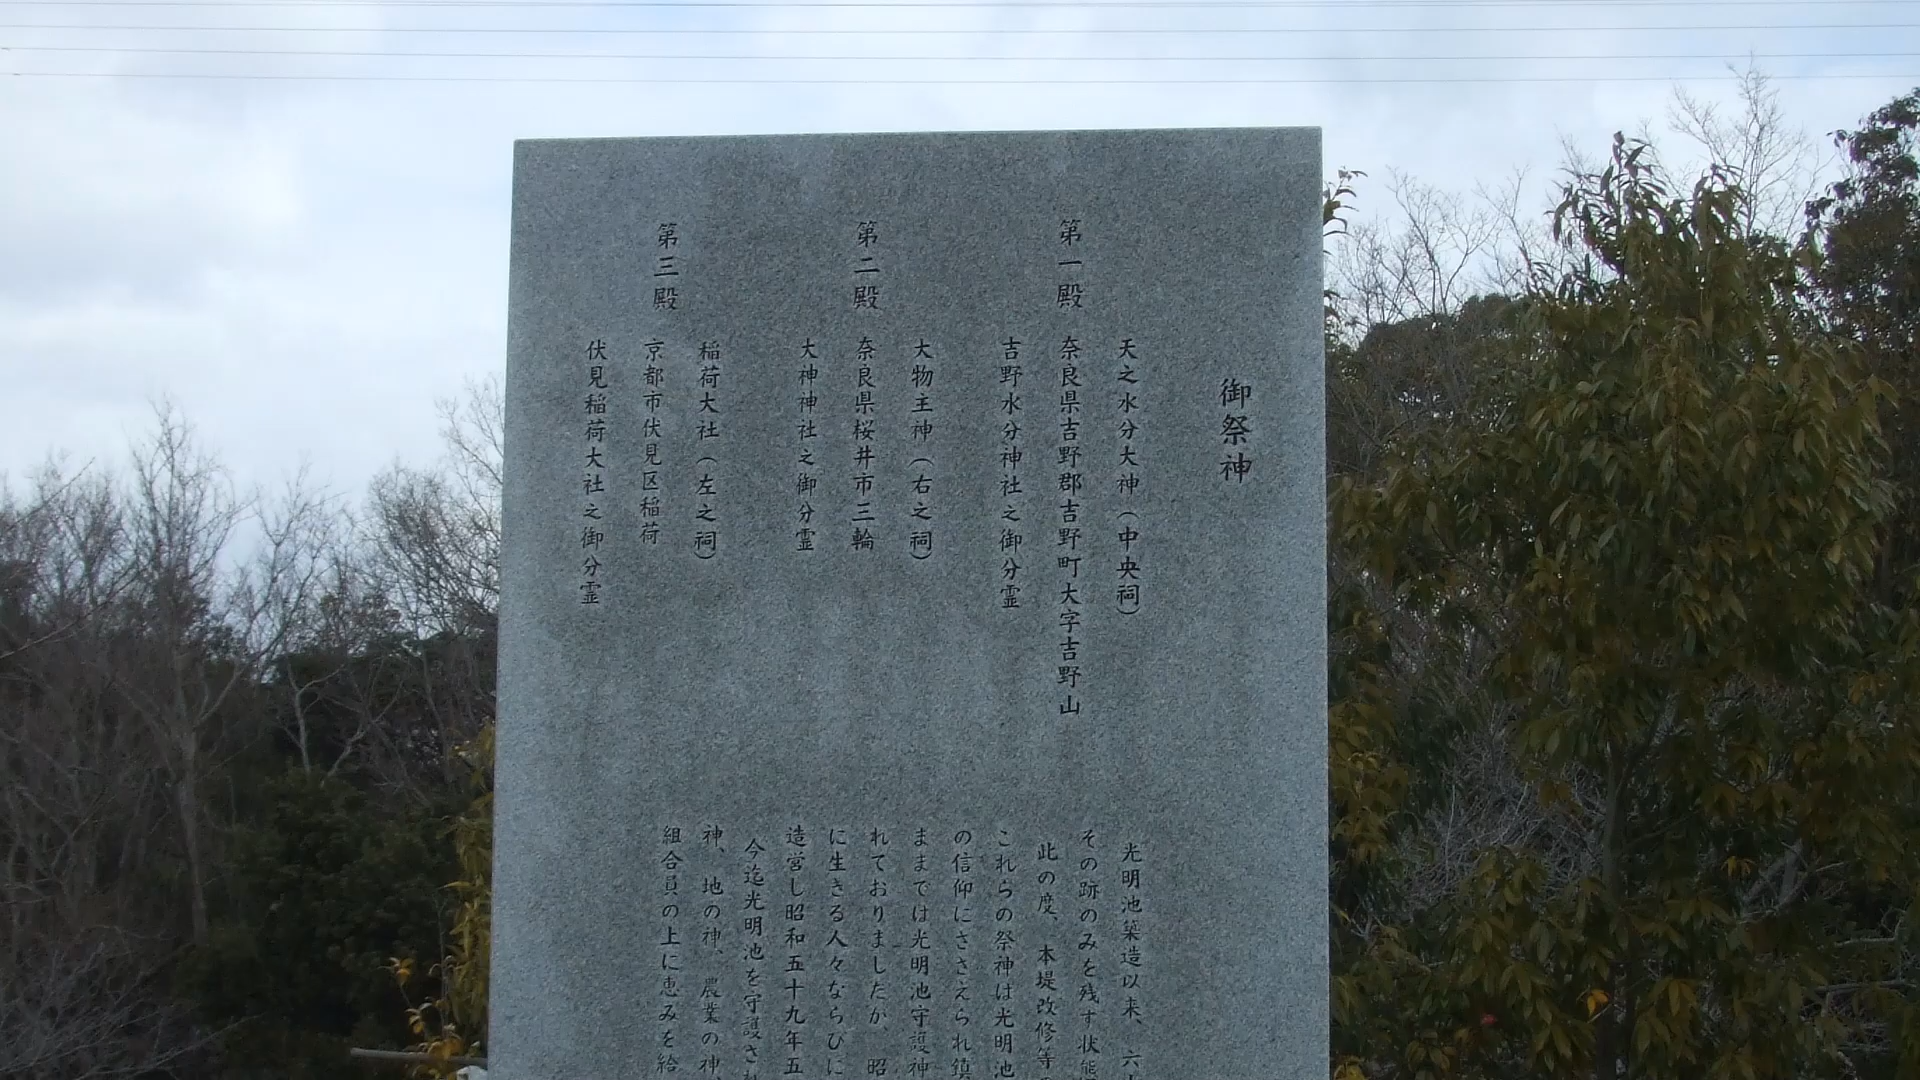 御祭神
天之水分大神（中央祠）
第一殿 奈良県吉野郡吉野町大字吉野山
吉野水分神社之御分霊
大物主神（右之祠）
第二殿 奈良県桜井市三輪
大神神社之御分霊
稲荷大社（左之祠）
第三殿 京都市伏見区稲荷
伏見稲荷大社之御分霊
光明池築造以来、六
その跡のみを残す状態
此の度、本堤改修等
これらの祭神は光明池
の信仰にささえられ鎮
ままでは光明池守護神
れておりましたが、昭
に生きる人々ならびに
造営し昭和五十九年五
今迄光明池を守護さ
神、地の神、農業の神、
組合員の上に恵みを給